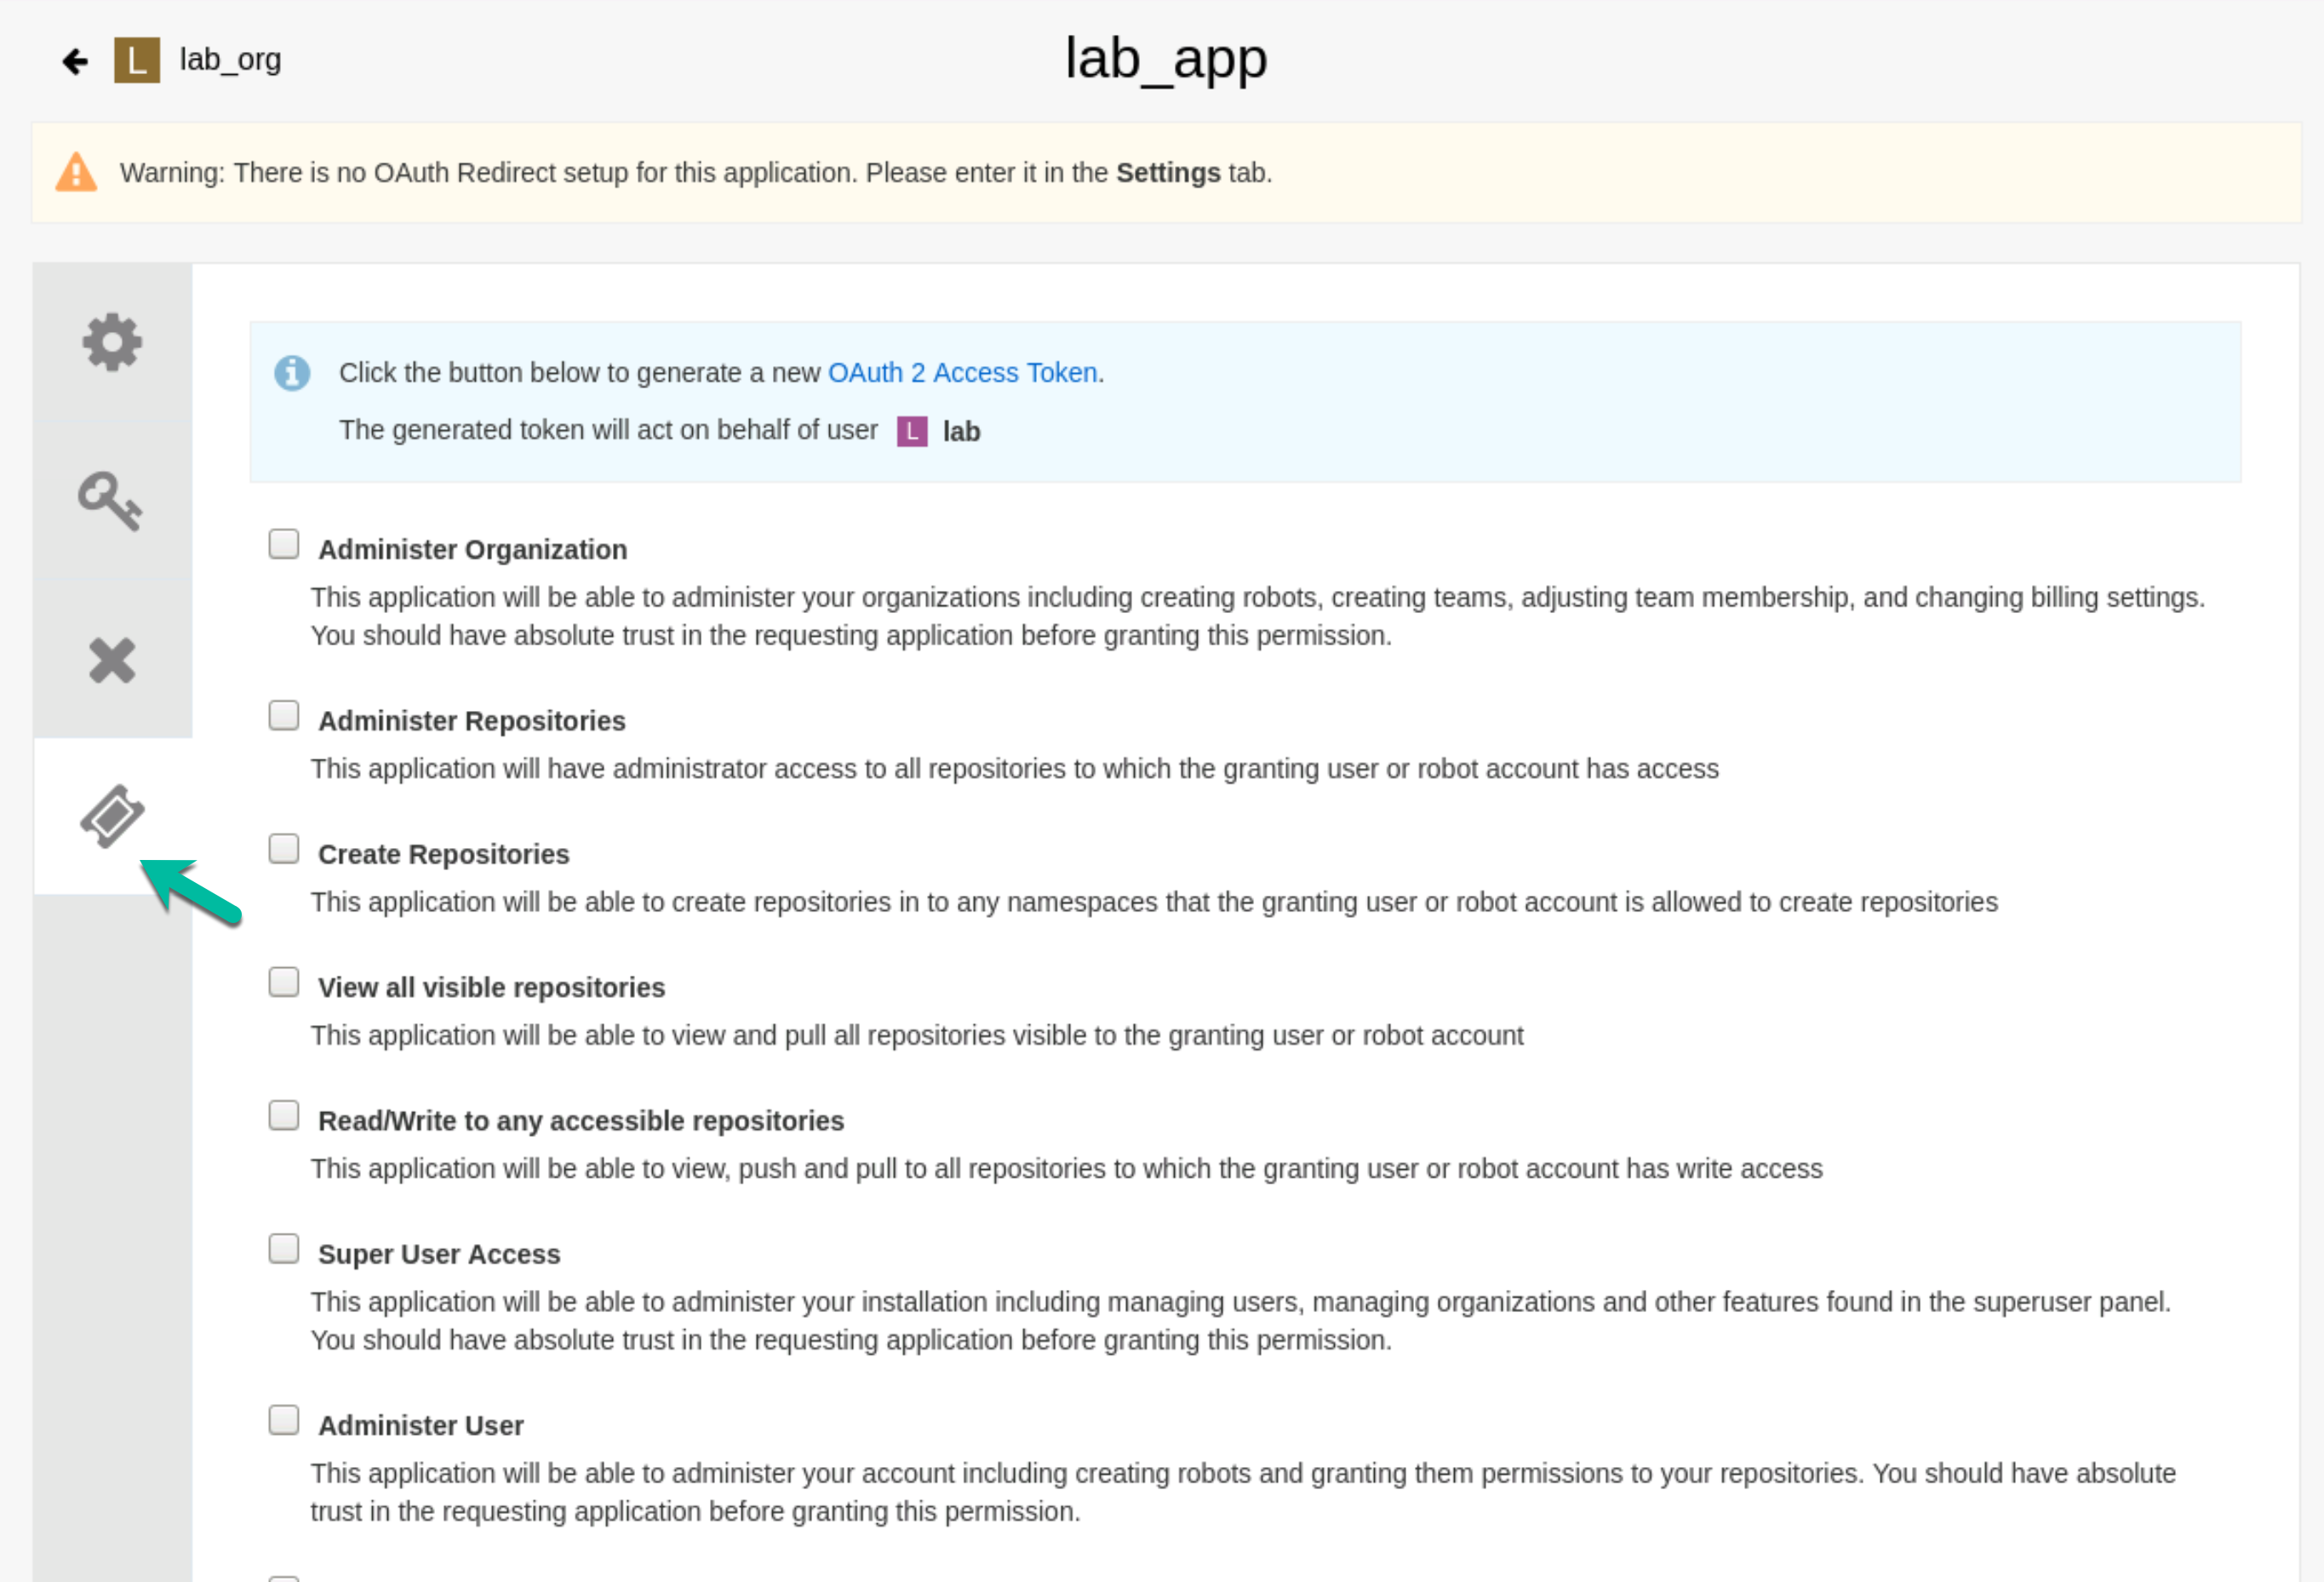 L lab_org
lab_app
Warning: There is no OAuth Redirect setup for this application. Please enter it in the Settings tab.
Click the button below to generate a new OAuth 2 Access Token.
The generated token will act on behalf of user L lab
Administer Organization
This application will be able to administer your organizations including creating robots, creating teams, adjusting team membership, and changing billing settings.
You should have absolute trust in the requesting application before granting this permission.
Administer Repositories
This application will have administrator access to all repositories to which the granting user or robot account has access
Create Repositories
This application will be able to create repositories in to any namespaces that the granting user or robot account is allowed to create repositories
View all visible repositories
This application will be able to view and pull all repositories visible to the granting user or robot account
Read/Write to any accessible repositories
This application will be able to view, push and pull to all repositories to which the granting user or robot account has write access
Super User Access
This application will be able to administer your installation including managing users, managing organizations and other features found in the superuser panel.
You should have absolute trust in the requesting application before granting this permission.
Administer User
This application will be able to administer your account including creating robots and granting them permissions to your repositories. You should have absolute
trust in the requesting application before granting this permission.